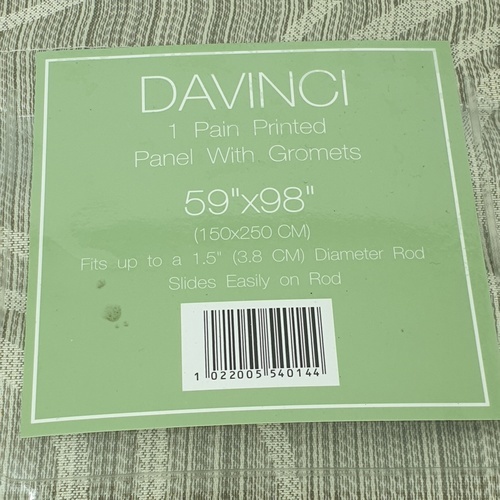 DAVINCI
1 Pain Printed
Panel With Gromets
59"x98"
(150x250 CM)
Fits up to a 1.5" (3.8 CM) Diameter Rod
Slides Easily on Rod
1 022005 540144